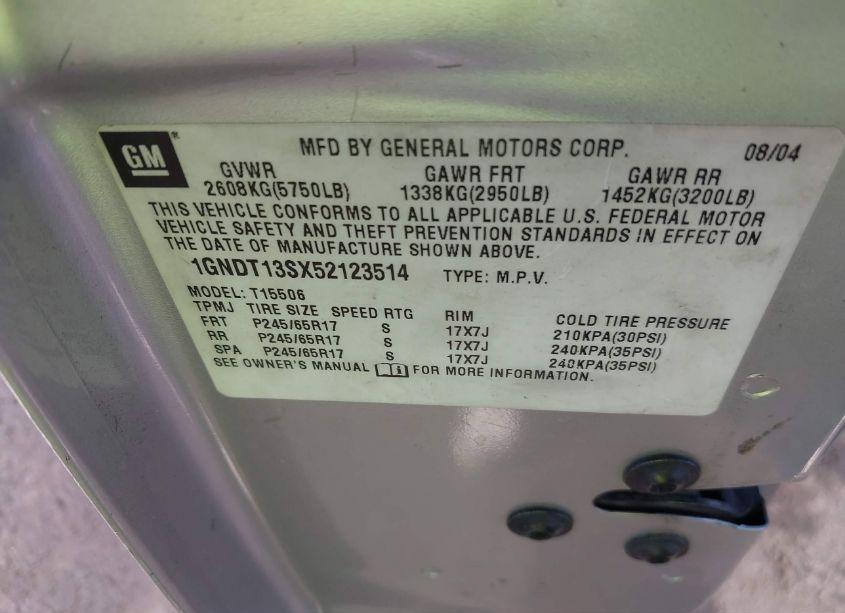 GM® MFD BY GENERAL MOTORS CORP. 08/04
GVWR GAWR FRT GAWR RR
2608KG(5750LB) 1338KG(2950LB) 1452KG(3200LB)
THIS VEHICLE CONFORMS TO ALL APPLICABLE U.S. FEDERAL MOTOR
VEHICLE SAFETY AND THEFT PREVENTION STANDARDS IN EFFECT ON
THE DATE OF MANUFACTURE SHOWN ABOVE.
1GNDT13SX52123514 TYPE: M.P.V.
MODEL: T15506
TPMJ TIRE SIZE SPEED RTG RIM COLD TIRE PRESSURE
FRT P245/65R17 S 17X7J 210KPA(30PSI)
RR P245/65R17 S 17X7J 240KPA(35PSI)
SPA P245/65R17 S 17X7J 240KPA(35PSI)
SEE OWNER'S MANUAL FOR MORE INFORMATION.